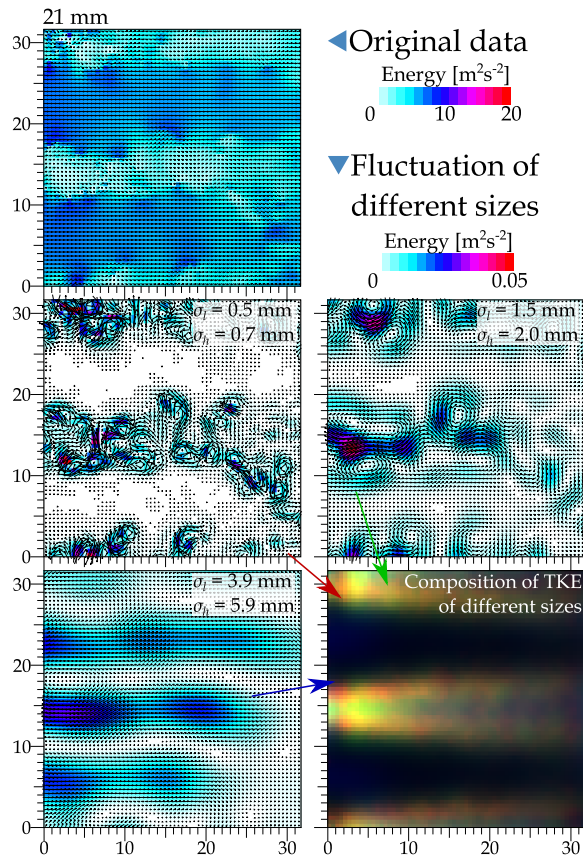 21 mm
30
20
10
0
◄Original data
Energy [m²s⁻²]
0 10 20
▼Fluctuation of
different sizes
Energy [m²s⁻²]
0 0.05
30
20
10
0
σl = 0.5 mm
σh = 0.7 mm
σl = 1.5 mm
σh = 2.0 mm
30
20
10
0
σl = 3.9 mm
σh = 5.9 mm
Composition of TKE
of different sizes
0 10 20 30
0 10 20 30